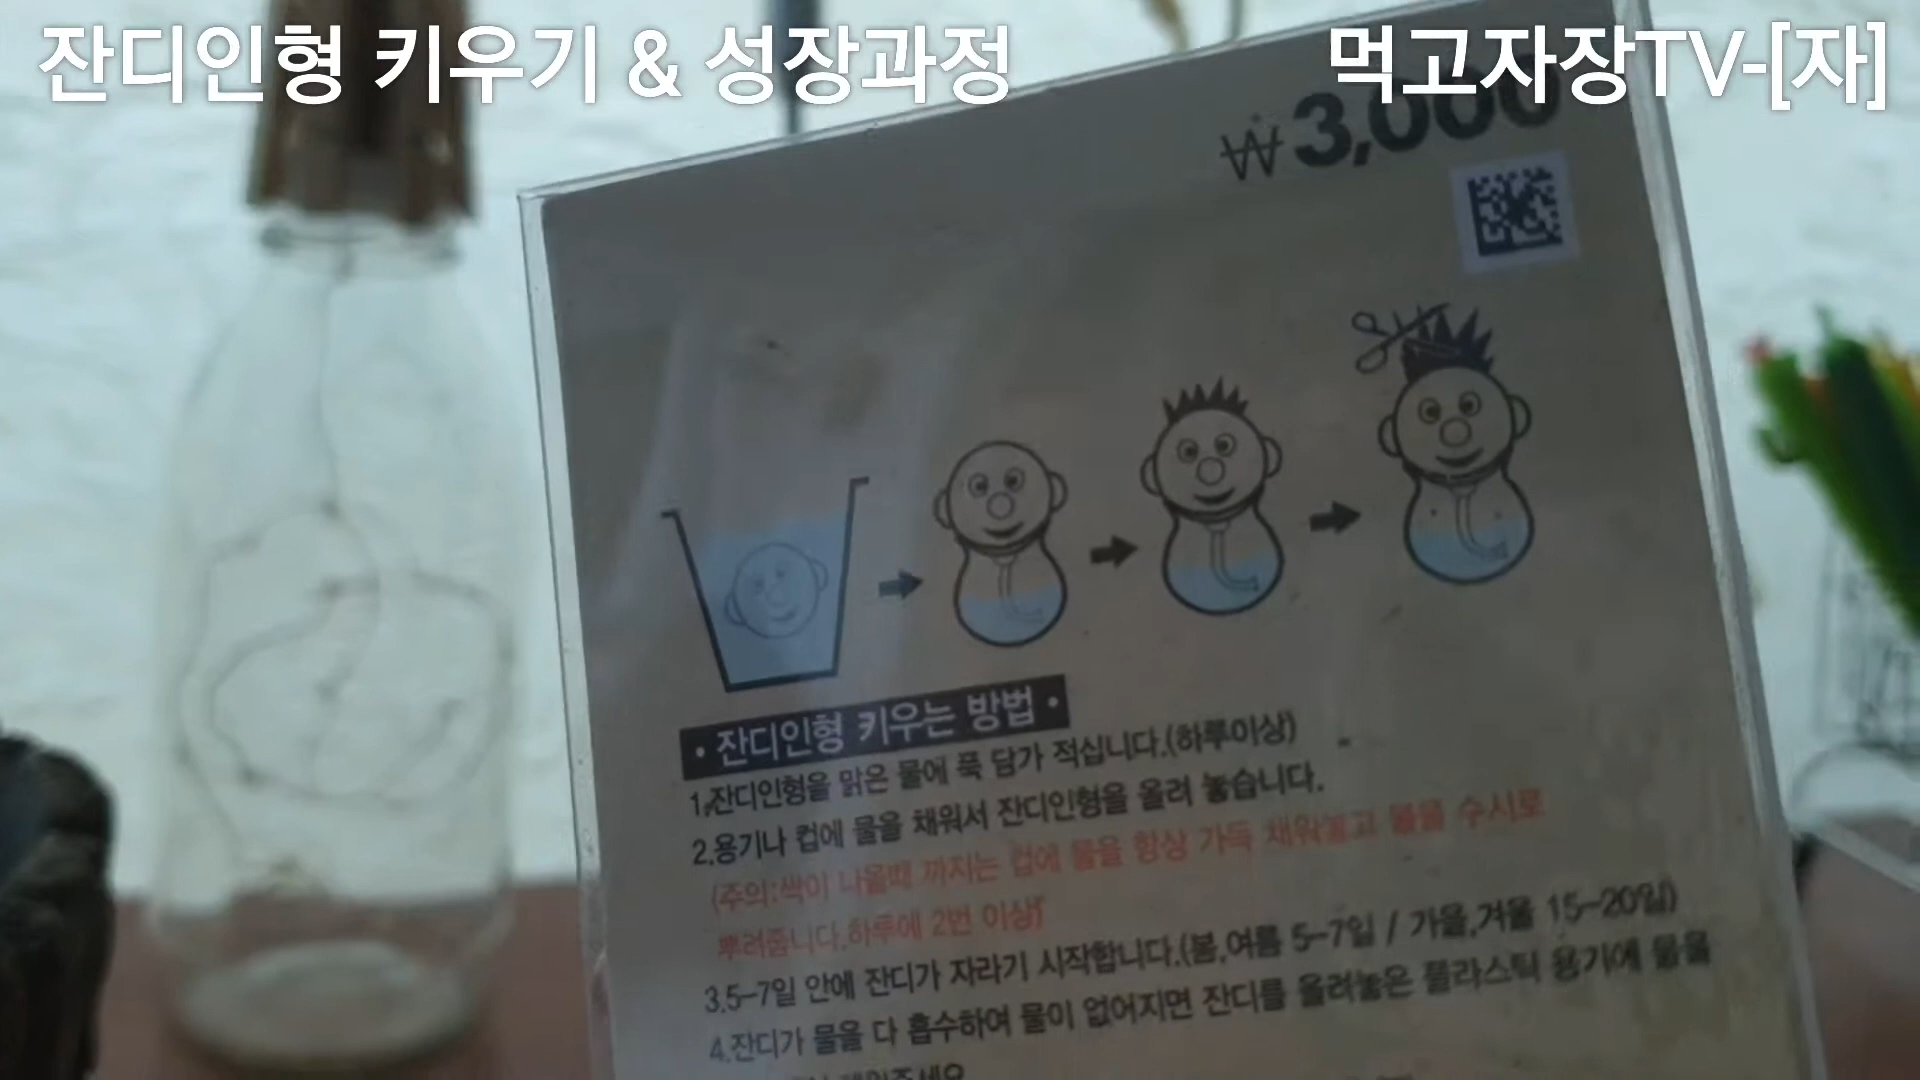 잔디인형 키우기 & 성장과정
먹고자장TV-[자]
₩3,000
• 잔디인형 키우는 방법 •
1.잔디인형을 맑은 물에 푹 담가 적십니다.(하루이상)
2.용기나 컵에 물을 채워서 잔디인형을 올려 놓습니다.
(주의:싹이 나올때 까지는 컵에 물을 항상 가득 채워놓고 물을 수시로
뿌려줍니다.하루에 2번 이상)
3.5-7일 안에 잔디가 자라기 시작합니다.(봄,여름 5-7일 / 가을,겨울 15-20일)
4.잔디가 물을 다 흡수하여 물이 없어지면 잔디를 올려놓은 플라스틱 용기에 물을